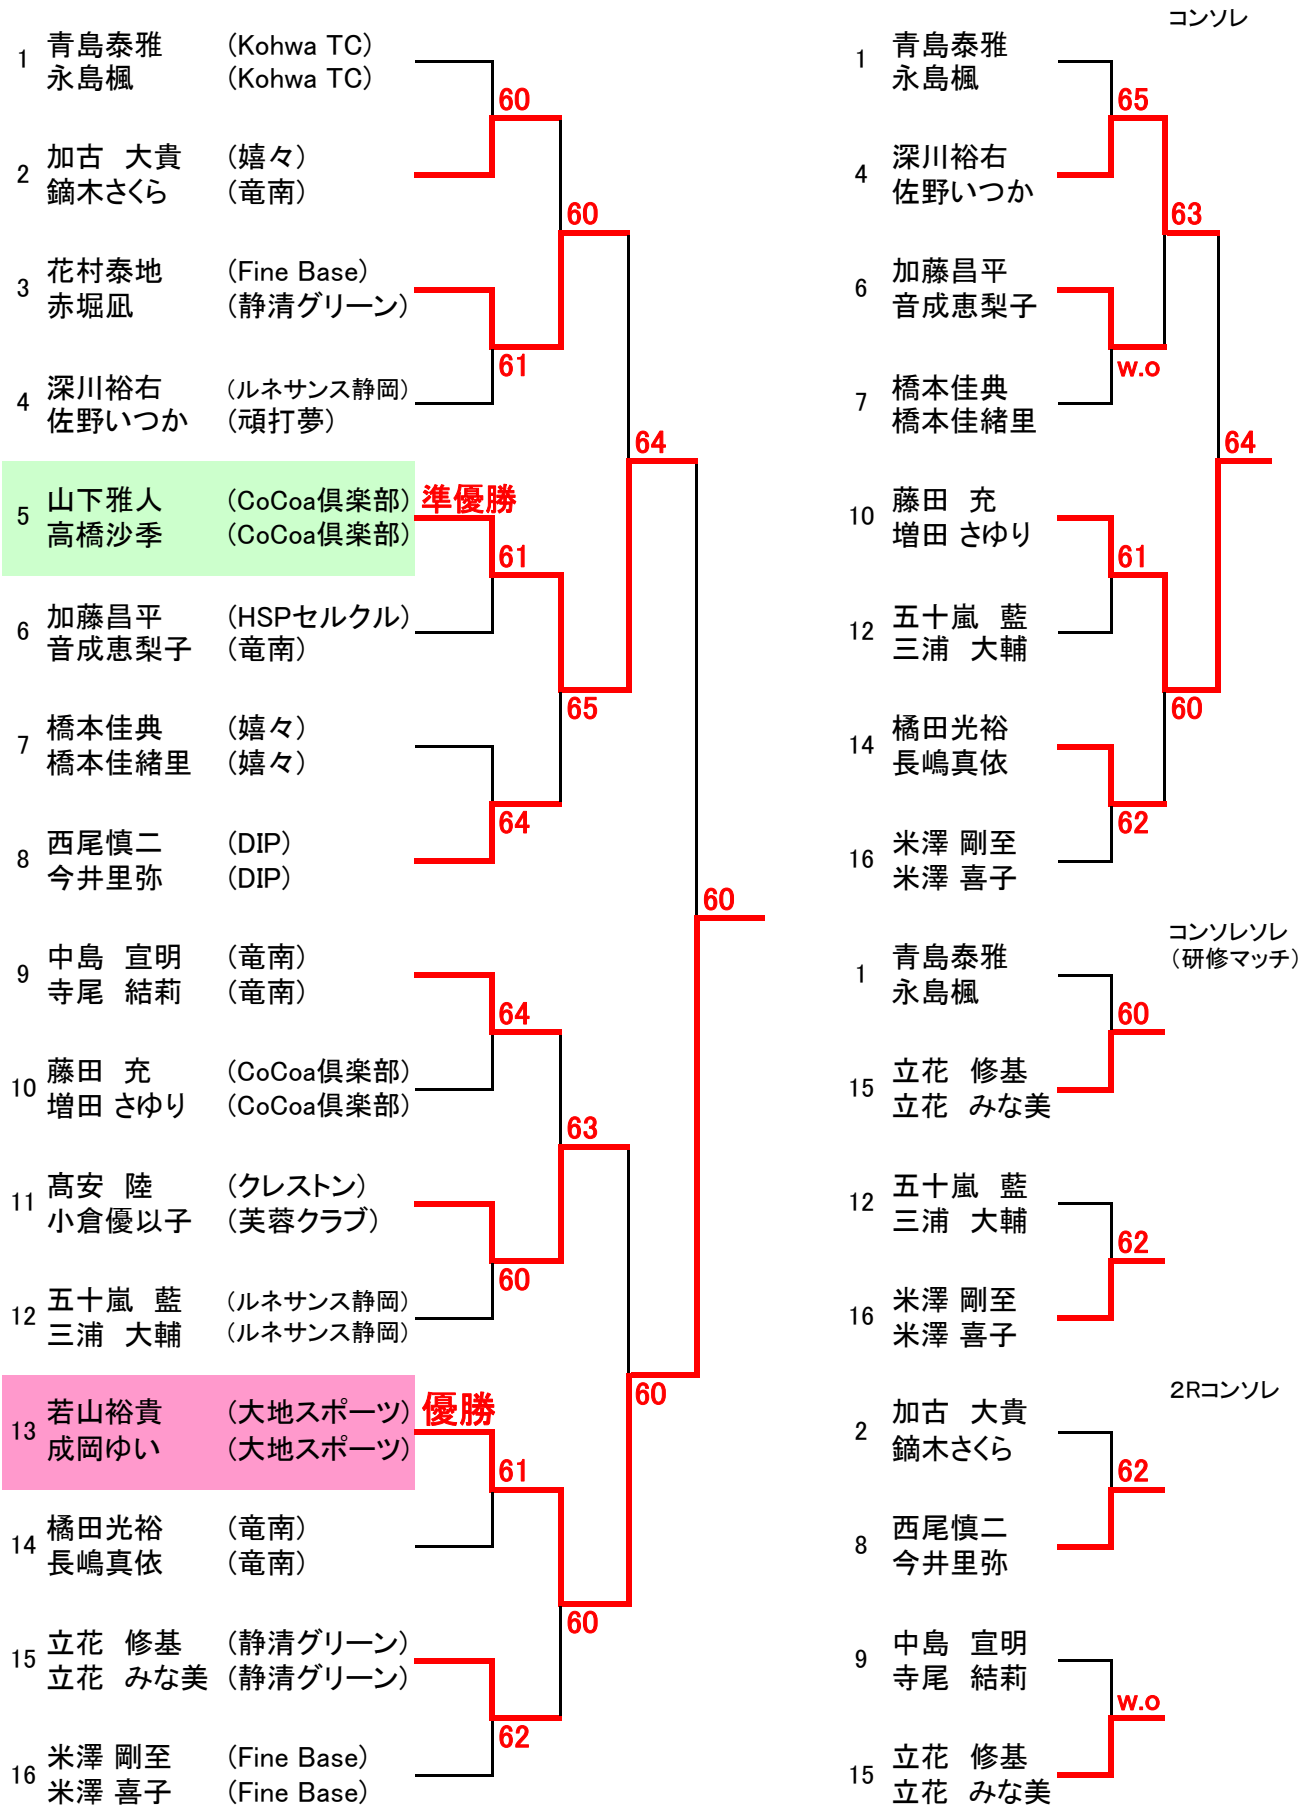 1 青島泰雅 (Kohwa TC)
永島楓 (Kohwa TC)
60
2 加古　大貴 (嬉々)
鏑木さくら (竜南)
60
3 花村泰地 (Fine Base)
赤堀凪 (静清グリーン)
61
4 深川裕右 (ルネサンス静岡)
佐野いつか (頑打夢)
64
5 山下雅人 (CoCoa倶楽部) 準優勝
高橋沙季 (CoCoa倶楽部)
61
6 加藤昌平 (HSPセルクル)
音成恵梨子 (竜南)
65
7 橋本佳典 (嬉々)
橋本佳緒里 (嬉々)
64
8 西尾慎二 (DIP)
今井里弥 (DIP)
60
9 中島　宣明 (竜南)
寺尾　結莉 (竜南)
64
10 藤田　充 (CoCoa倶楽部)
増田 さゆり (CoCoa倶楽部)
63
11 髙安　陸 (クレストン)
小倉優以子 (芙蓉クラブ)
60
12 五十嵐　藍 (ルネサンス静岡)
三浦　大輔 (ルネサンス静岡)
60
13 若山裕貴 (大地スポーツ) 優勝
成岡ゆい (大地スポーツ)
61
14 橘田光裕 (竜南)
長嶋真依 (竜南)
60
15 立花　修基 (静清グリーン)
立花　みな美 (静清グリーン)
62
16 米澤 剛至 (Fine Base)
米澤 喜子 (Fine Base)
コンソレ
1 青島泰雅
永島楓
65
4 深川裕右
佐野いつか
63
6 加藤昌平
音成恵梨子
w.o
7 橋本佳典
橋本佳緒里
64
10 藤田　充
増田 さゆり
61
12 五十嵐　藍
三浦　大輔
60
14 橘田光裕
長嶋真依
62
16 米澤 剛至
米澤 喜子
コンソレソレ
(研修マッチ)
1 青島泰雅
永島楓
60
15 立花　修基
立花　みな美
12 五十嵐　藍
三浦　大輔
62
16 米澤 剛至
米澤 喜子
2Rコンソレ
2 加古　大貴
鏑木さくら
62
8 西尾慎二
今井里弥
9 中島　宣明
寺尾　結莉
w.o
15 立花　修基
立花　みな美